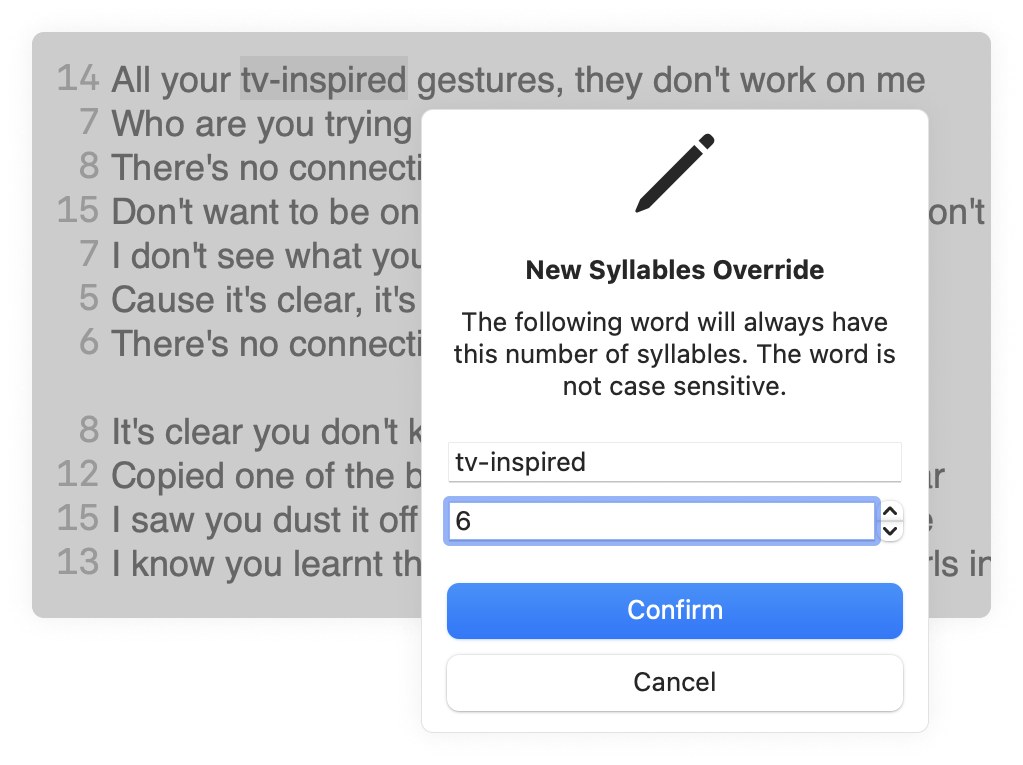 14 All your tv-inspired gestures, they don't work on me
7 Who are you trying
8 There's no connecti
15 Don't want to be on on't
7 I don't see what you
5 Cause it's clear, it's
6 There's no connecti
8 It's clear you don't k
12 Copied one of the b ar
15 I saw you dust it off e
13 I know you learnt th rls in
New Syllables Override
The following word will always have
this number of syllables. The word is
not case sensitive.
tv-inspired
6
Confirm
Cancel